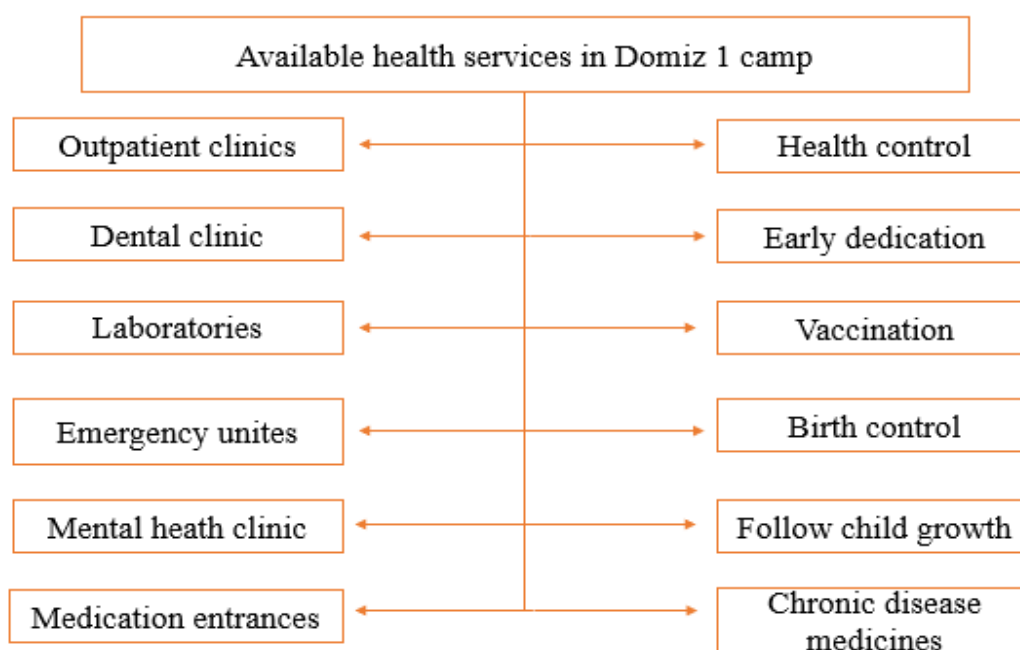 Available health services in Domiz 1 camp
Outpatient clinics
Health control
Dental clinic
Early dedication
Laboratories
Vaccination
Emergency unites
Birth control
Mental heath clinic
Follow child growth
Medication entrances
Chronic disease
medicines